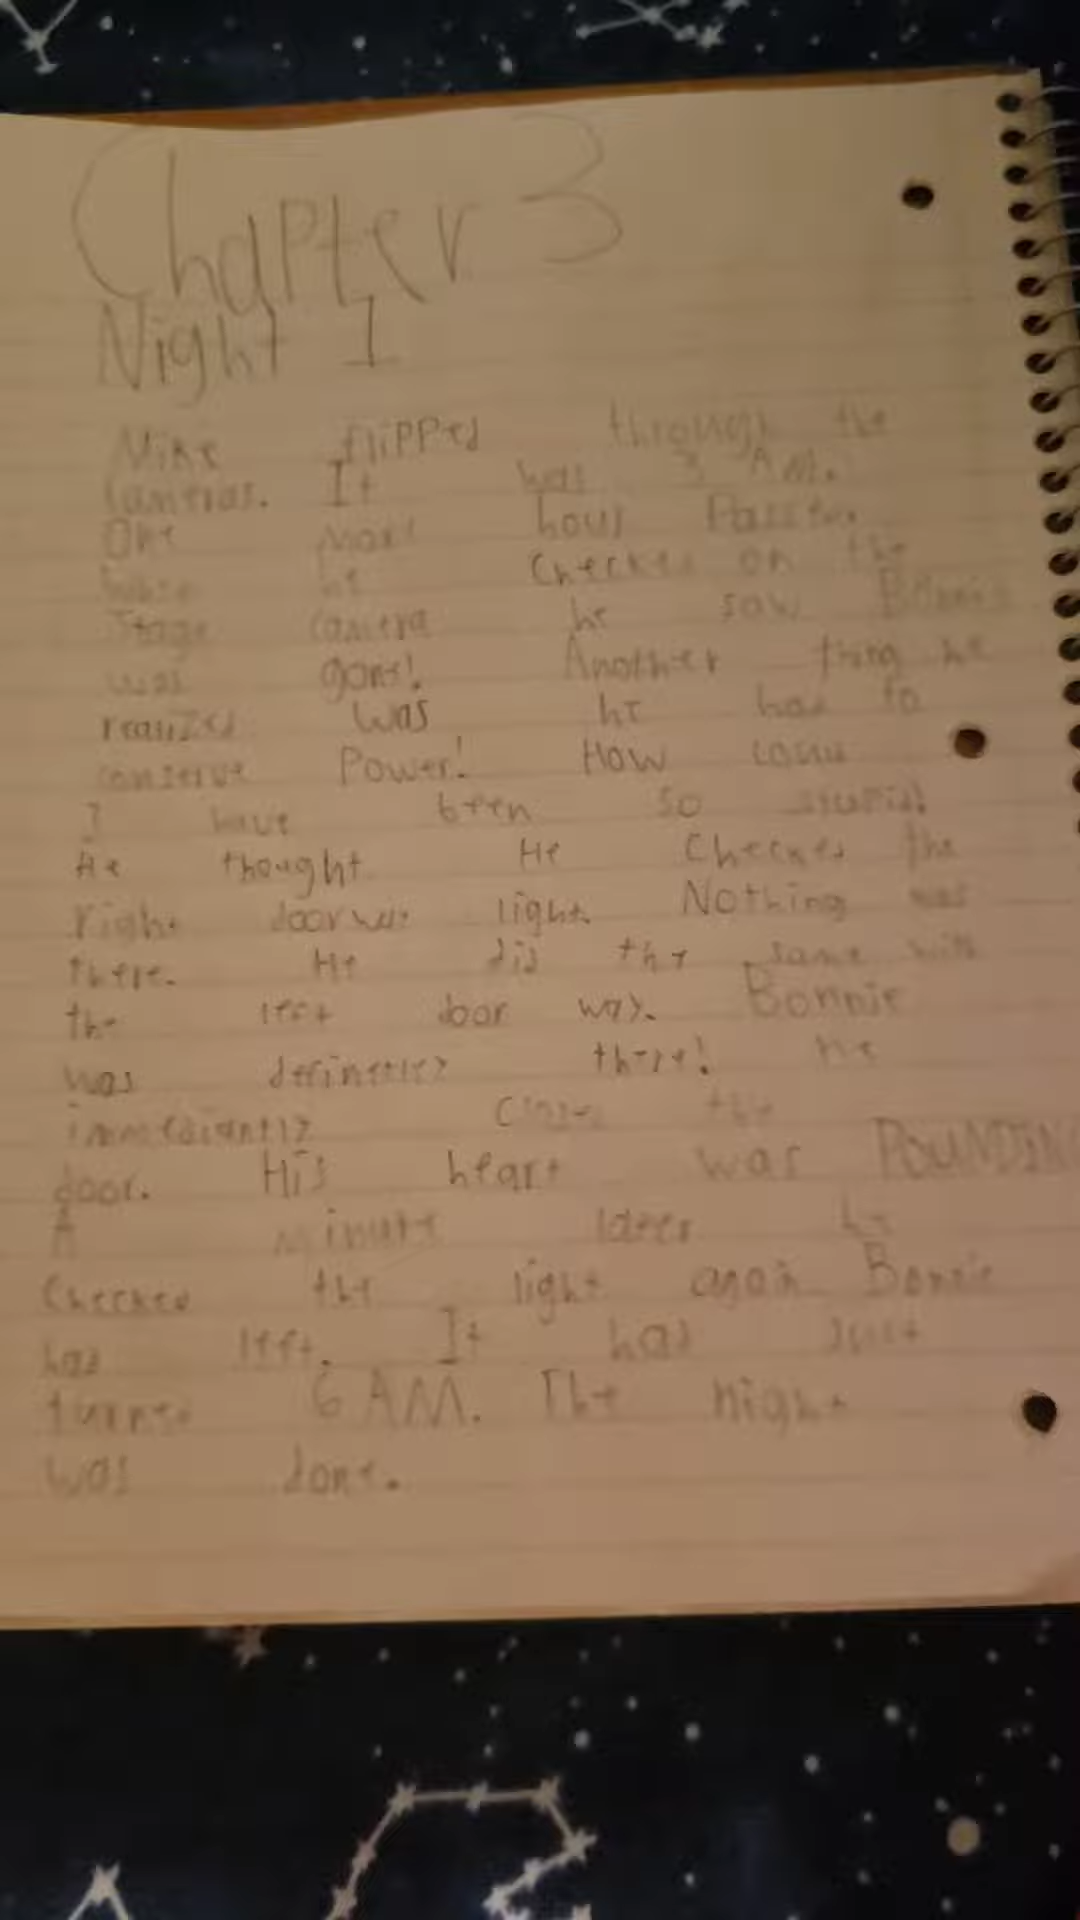 Chapter 3
Night 1
Mike flipped through the
cameras. It was 3 AM.
One more hour Passed
he Checked on the
Stage camera he saw Bonnie
was gone! Another thing he
realized was he had to
conserve Power! How could
I have been so stupid!
He thought He Checked the
right doorway light. Nothing was
there. He did the same with
the left door way. Bonnie
was definetely there! He
immediantly Closed the
door. His heart was POUNDING
A minute later he
Checked the light again Bonnie
has left. It had just
turned 6 AM. The night
was done.